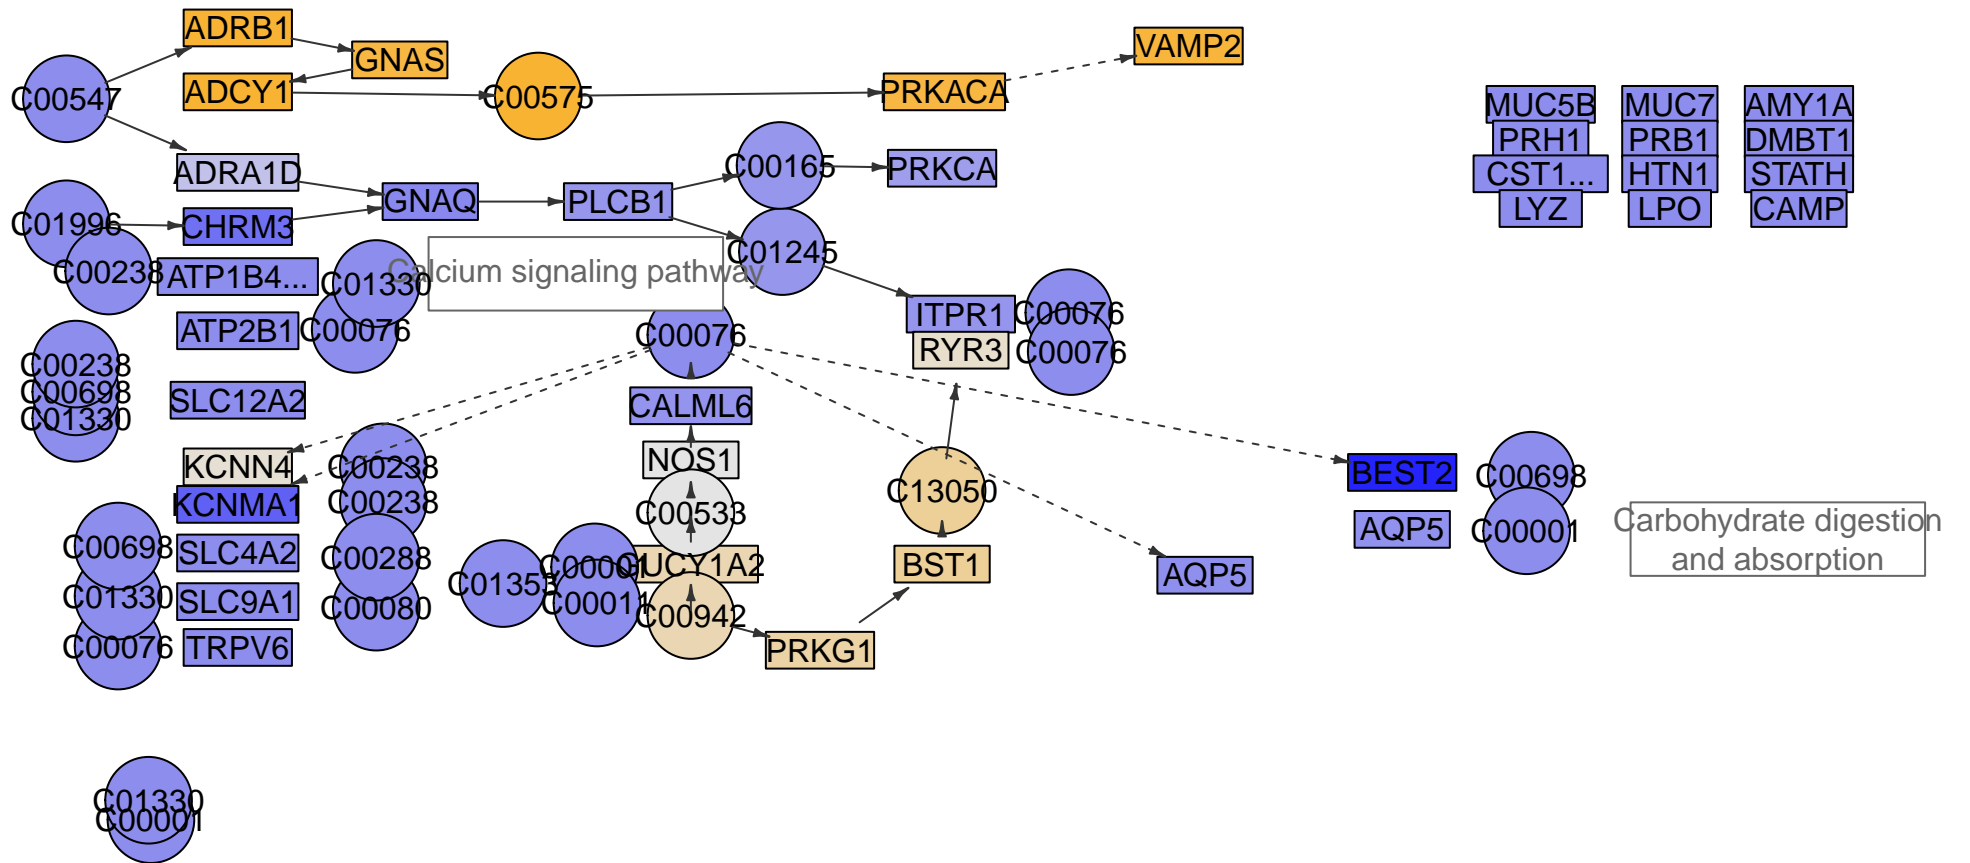 ADRB1
GNAS
VAMP2
C00547
ADCY1
C00575
PRKACA
MUC5B
MUC7
AMY1A
PRH1
PRB1
DMBT1
CST1...
HTN1
STATH
LYZ
LPO
CAMP
ADRA1D
C00165
PRKCA
GNAQ
PLCB1
C01996
CHRM3
C01245
C00238
ATP1B4...
C01330
Calcium signaling pathway
ATP2B1
C00076
C00076
ITPR1
C00076
RYR3
C00076
C00238
C00698
C01330
SLC12A2
CALML6
KCNN4
C00238
NOS1
KCNMA1
C00238
C00533
C13050
BEST2
C00698
AQP5
C00001
Carbohydrate digestion
and absorption
C00698
SLC4A2
C00288
C01353
C00001
GUCY1A2
BST1
AQP5
C01330
SLC9A1
C00080
C00011
C00942
C00076
TRPV6
PRKG1
C01330
C00001